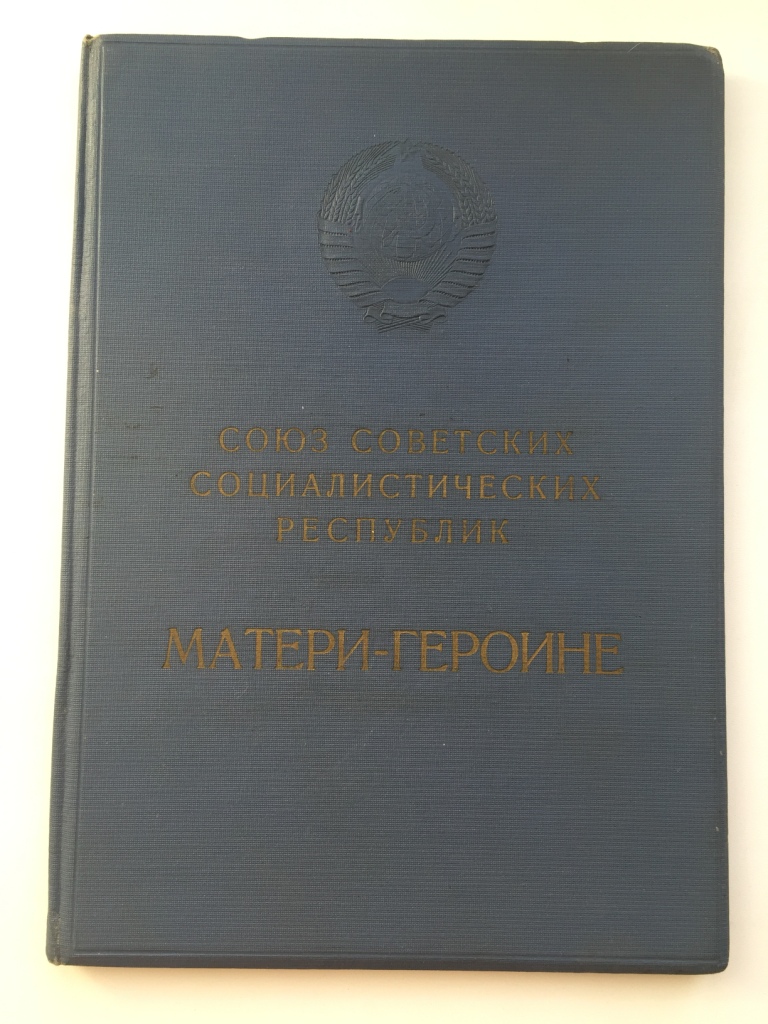 СОЮЗ СОВЕТСКИХ
СОЦИАЛИСТИЧЕСКИХ
РЕСПУБЛИК
МАТЕРИ-ГЕРОИНЕ